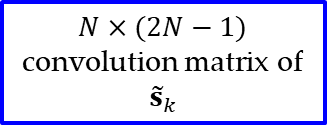 N × (2N − 1)
convolution matrix of
s̃ₖ